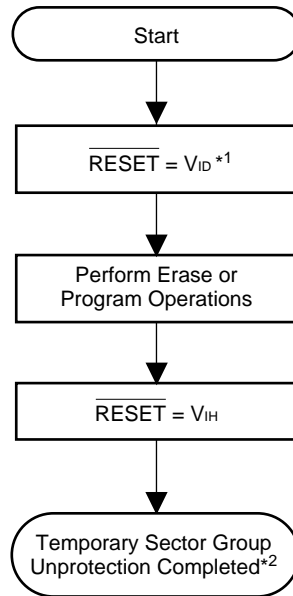 Start
RESET = VID *1
Perform Erase or
Program Operations
RESET = VIH
Temporary Sector Group
Unprotection Completed*2